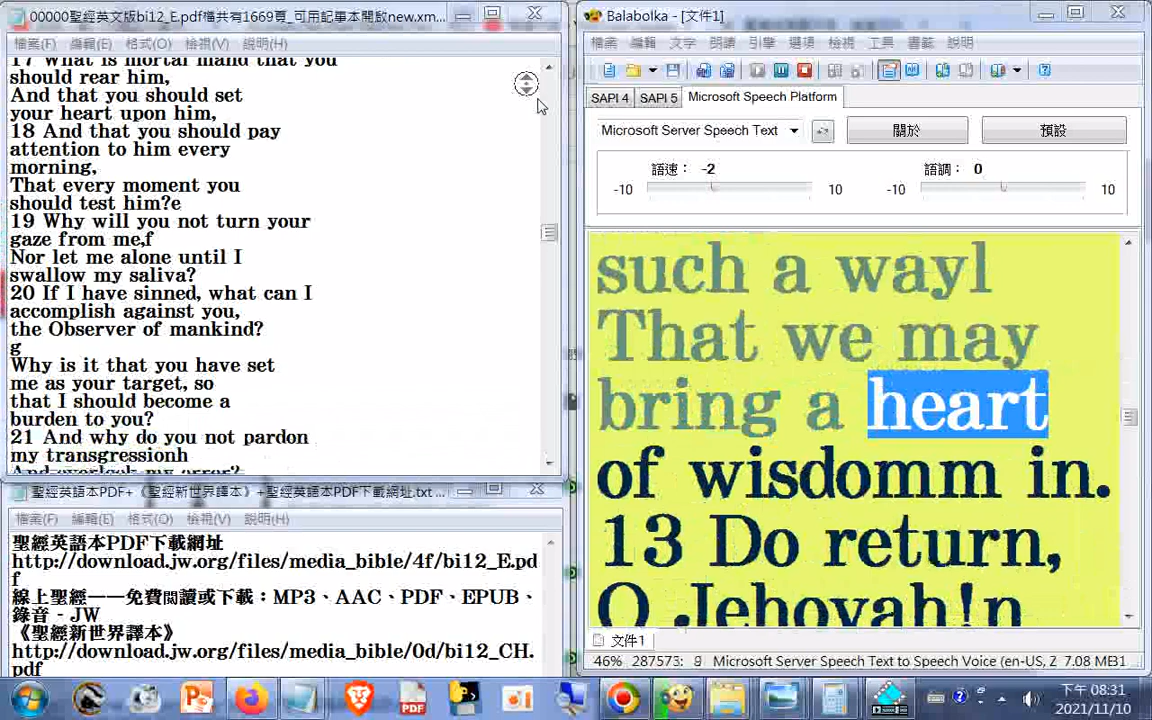 00000聖經英文版bi12_E.pdf檔共有1669頁_可用記事本開啟new.xm...
檔案(F) 編輯(E) 格式(O) 檢視(V) 說明(H)
17 What is mortal mand that you
should rear him,
And that you should set
your heart upon him,
18 And that you should pay
attention to him every
morning,
That every moment you
should test him?e
19 Why will you not turn your
gaze from me,f
Nor let me alone until I
swallow my saliva?
20 If I have sinned, what can I
accomplish against you,
the Observer of mankind?
g
Why is it that you have set
me as your target, so
that I should become a
burden to you?
21 And why do you not pardon
my transgressionh
And overlook my error?
聖經英語本PDF+《聖經新世界譯本》+聖經英語本PDF下載網址.txt ...
檔案(F) 編輯(E) 格式(O) 檢視(V) 說明(H)
聖經英語本PDF下載網址
http://download.jw.org/files/media_bible/4f/bi12_E.pd
f
線上聖經——免費閱讀或下載：MP3、AAC、PDF、EPUB、
錄音 - JW
《聖經新世界譯本》
http://download.jw.org/files/media_bible/0d/bi12_CH.
pdf
Balabolka - [文件1]
檔案 編輯 文字 朗讀 引擎 選項 檢視 工具 書籤 說明
SAPI 4 SAPI 5 Microsoft Speech Platform
Microsoft Server Speech Text 關於 預設
語速： -2 語調： 0
-10 10 -10 10
such a wayl
That we may
bring a heart
of wisdomm in.
13 Do return,
O Jehovah!n
文件1
46% 287573: Microsoft Server Speech Text to Speech Voice (en-US, Z 7.08 MB1
下午 08:31
2021/11/10